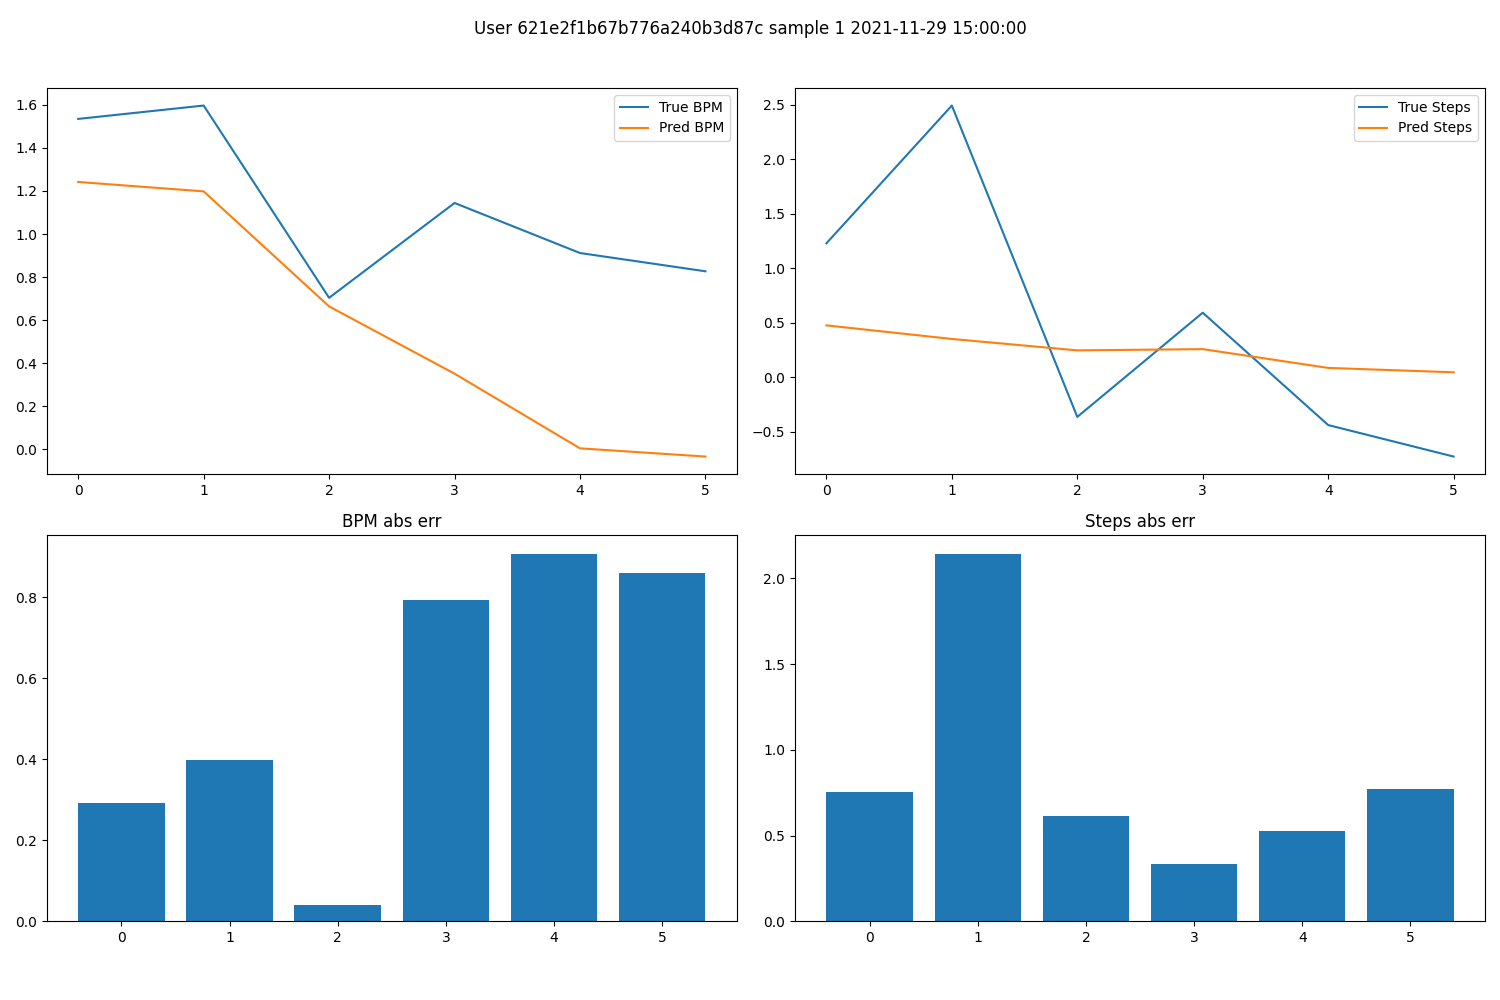 User 621e2f1b67b776a240b3d87c sample 1 2021-11-29 15:00:00
True BPM
Pred BPM
1.6
1.4
1.2
1.0
0.8
0.6
0.4
0.2
0.0
0 1 2 3 4 5
True Steps
Pred Steps
2.5
2.0
1.5
1.0
0.5
0.0
−0.5
0 1 2 3 4 5
BPM abs err
0.8
0.6
0.4
0.2
0.0
0 1 2 3 4 5
Steps abs err
2.0
1.5
1.0
0.5
0.0
0 1 2 3 4 5